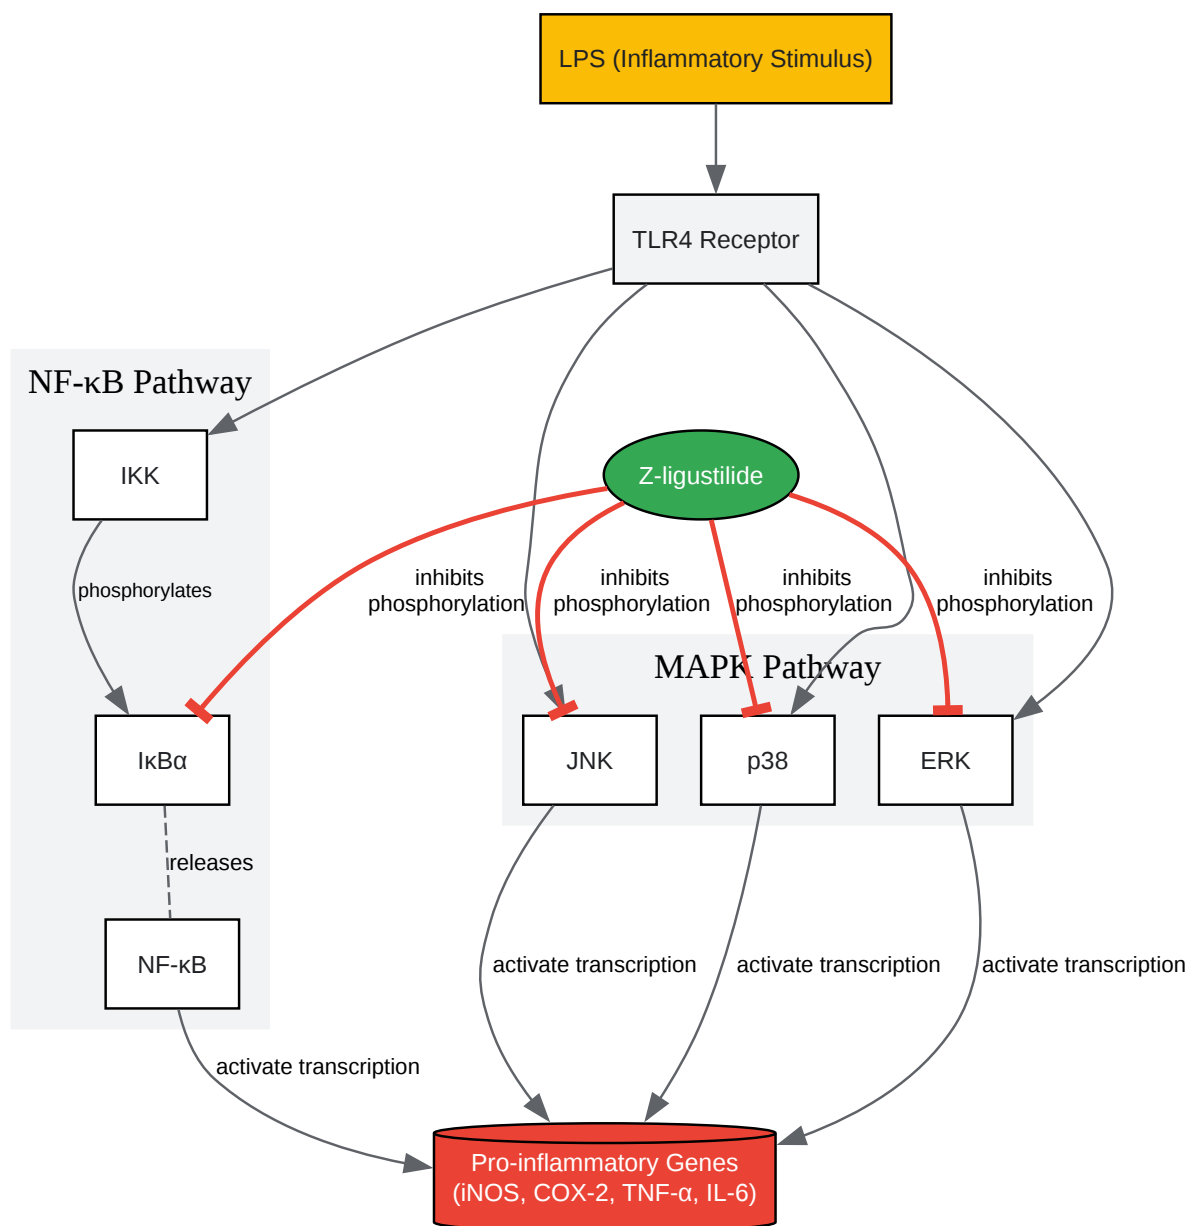 LPS (Inflammatory Stimulus)
TLR4 Receptor
NF-κB Pathway
IKK
Z-ligustilide
phosphorylates
inhibits
phosphorylation
inhibits
phosphorylation
inhibits
phosphorylation
inhibits
phosphorylation
MAPK Pathway
IκBα
JNK
p38
ERK
releases
NF-κB
activate transcription
activate transcription
activate transcription
activate transcription
Pro-inflammatory Genes
(iNOS, COX-2, TNF-α, IL-6)